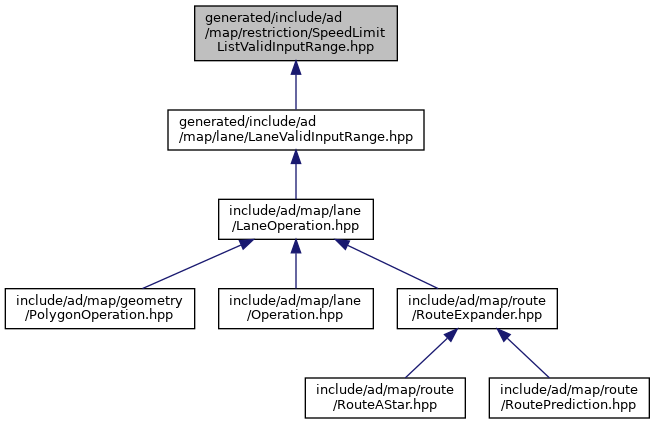 generated/include/ad
/map/restriction/SpeedLimit
ListValidInputRange.hpp
generated/include/ad
/map/lane/LaneValidInputRange.hpp
include/ad/map/lane
/LaneOperation.hpp
include/ad/map/geometry
/PolygonOperation.hpp
include/ad/map/lane
/Operation.hpp
include/ad/map/route
/RouteExpander.hpp
include/ad/map/route
/RouteAStar.hpp
include/ad/map/route
/RoutePrediction.hpp